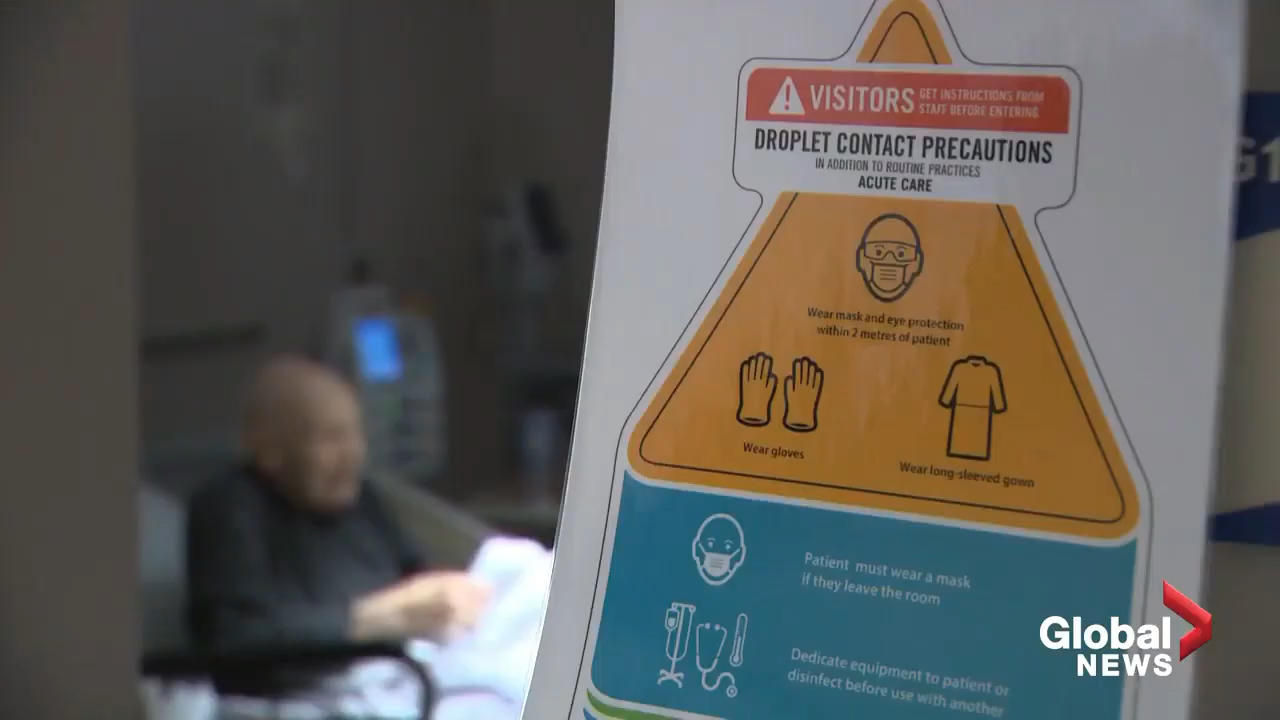 VISITORS GET INSTRUCTIONS FROM
STAFF BEFORE ENTERING
DROPLET CONTACT PRECAUTIONS
IN ADDITION TO ROUTINE PRACTICES
ACUTE CARE
Wear mask and eye protection
within 2 metres of patient
Wear gloves
Wear long-sleeved gown
Patient must wear a mask
if they leave the room
Dedicate equipment to patient or
disinfect before use with another
Global
NEWS